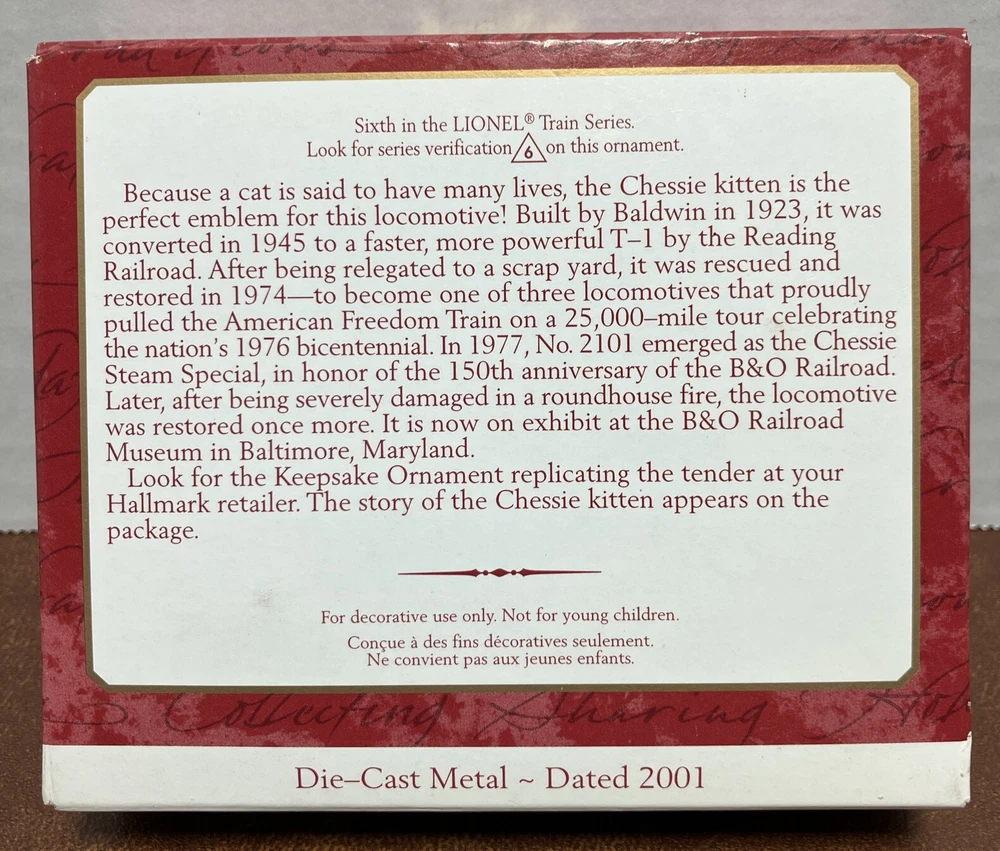 Sixth in the LIONEL® Train Series.
Look for series verification 6 on this ornament.
Because a cat is said to have many lives, the Chessie kitten is the
perfect emblem for this locomotive! Built by Baldwin in 1923, it was
converted in 1945 to a faster, more powerful T–1 by the Reading
Railroad. After being relegated to a scrap yard, it was rescued and
restored in 1974—to become one of three locomotives that proudly
pulled the American Freedom Train on a 25,000–mile tour celebrating
the nation's 1976 bicentennial. In 1977, No. 2101 emerged as the Chessie
Steam Special, in honor of the 150th anniversary of the B&O Railroad.
Later, after being severely damaged in a roundhouse fire, the locomotive
was restored once more. It is now on exhibit at the B&O Railroad
Museum in Baltimore, Maryland.
Look for the Keepsake Ornament replicating the tender at your
Hallmark retailer. The story of the Chessie kitten appears on the
package.
For decorative use only. Not for young children.
Conçue à des fins décoratives seulement.
Ne convient pas aux jeunes enfants.
Collecting Sharing
Die–Cast Metal ~ Dated 2001